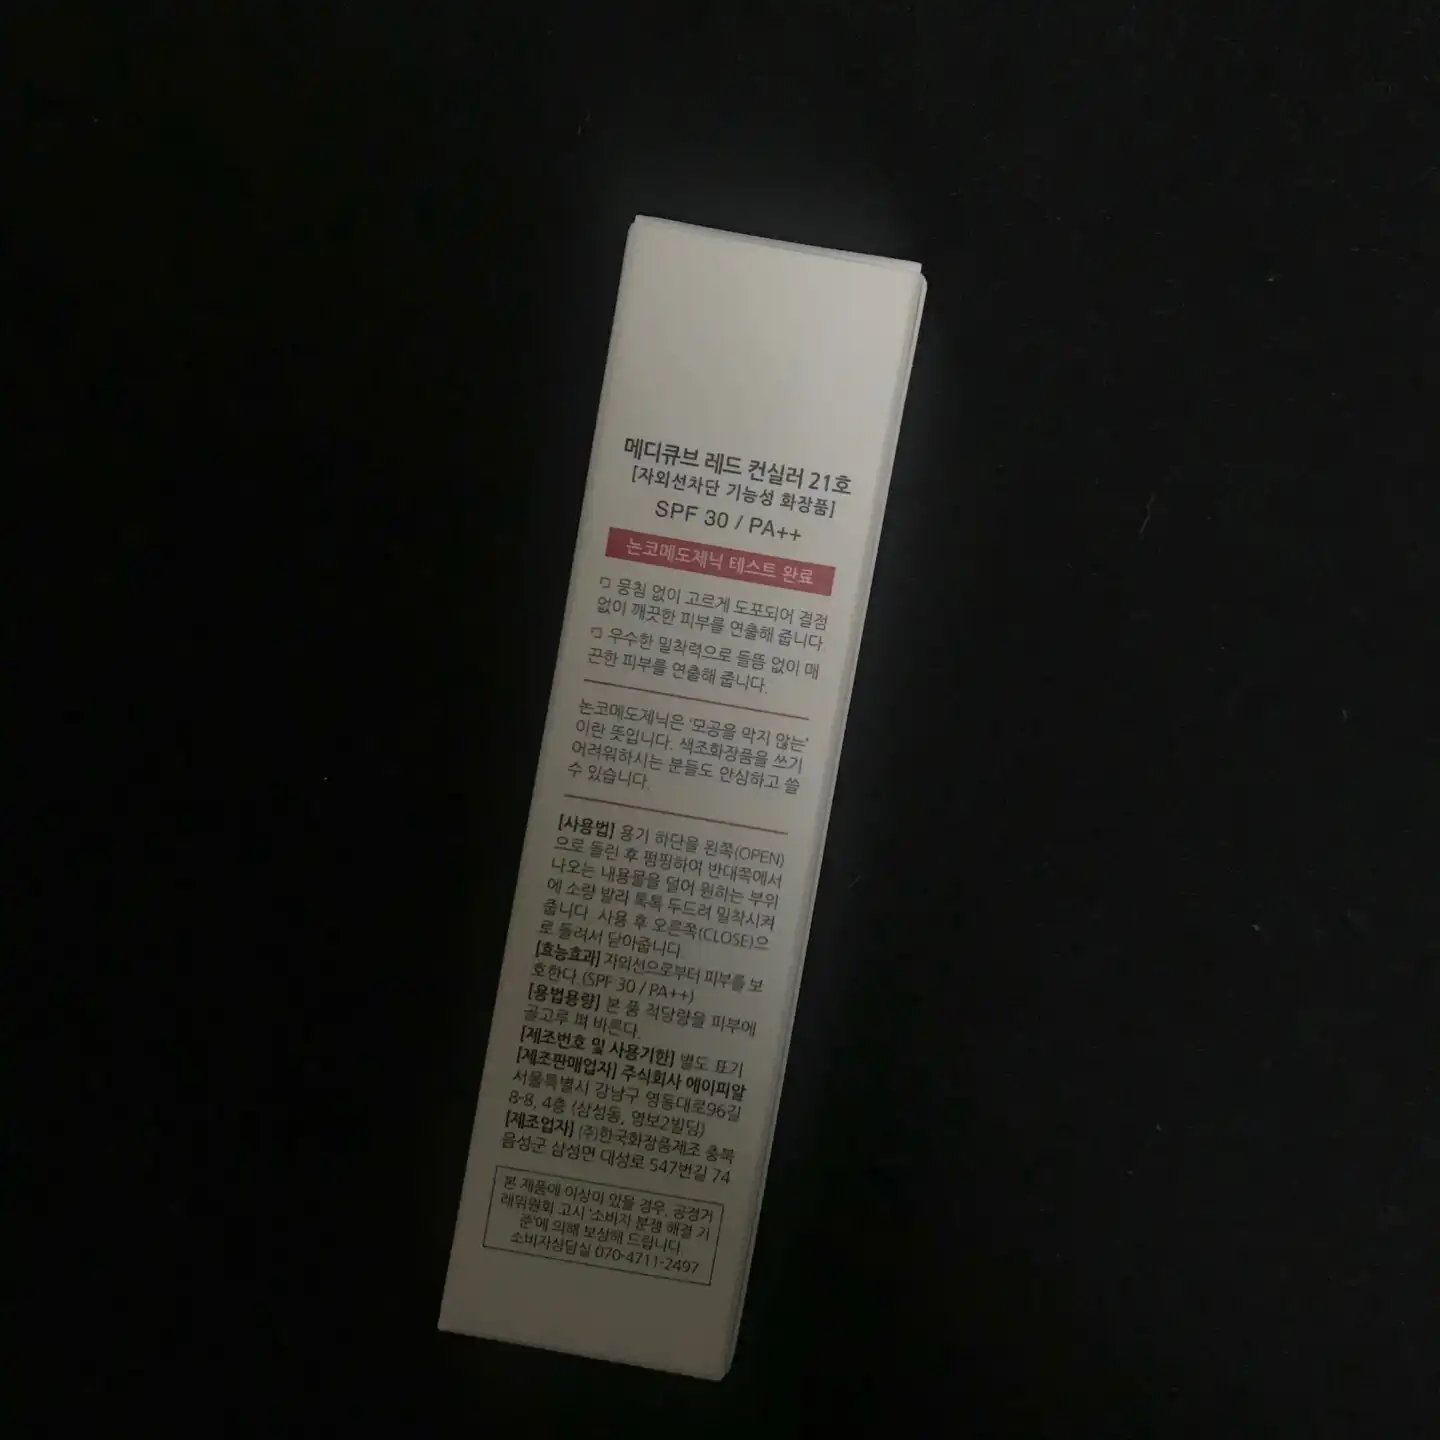 메디큐브 레드 컨실러 21호
[자외선차단 기능성 화장품]
SPF 30 / PA++
논코메도제닉 테스트 완료
뭉침 없이 고르게 도포되어 결점
없이 깨끗한 피부를 연출해 줍니다.
우수한 밀착력으로 들뜸 없이 매
끈한 피부를 연출해 줍니다.
논코메도제닉은 '모공을 막지 않는'
이란 뜻입니다. 색조화장품을 쓰기
어려워하시는 분들도 안심하고 쓸
수 있습니다.
[사용법] 용기 하단을 왼쪽(OPEN)
으로 돌린 후 펌핑하여 반대쪽에서
나오는 내용물을 덜어 원하는 부위
에 소량 발라 톡톡 두드려 밀착시켜
줍니다. 사용 후 오른쪽(CLOSE)으
로 돌려서 닫아줍니다.
[효능효과] 자외선으로부터 피부를 보
호한다 (SPF 30 / PA++)
[용법용량] 본 품 적당량을 피부에
골고루 펴 바른다.
[제조번호 및 사용기한] 별도 표기
[제조판매업자] 주식회사 에이피알
서울특별시 강남구 영동대로96길
8-8, 4층 (삼성동, 영보2빌딩)
[제조업자] (주)한국화장품제조 충북
음성군 삼성면 대성로 547번길 74
본 제품에 이상이 있을 경우, 공정거
래위원회 고시 '소비자 분쟁 해결 기
준'에 의해 보상해 드립니다.
소비자상담실 070-4711-2497